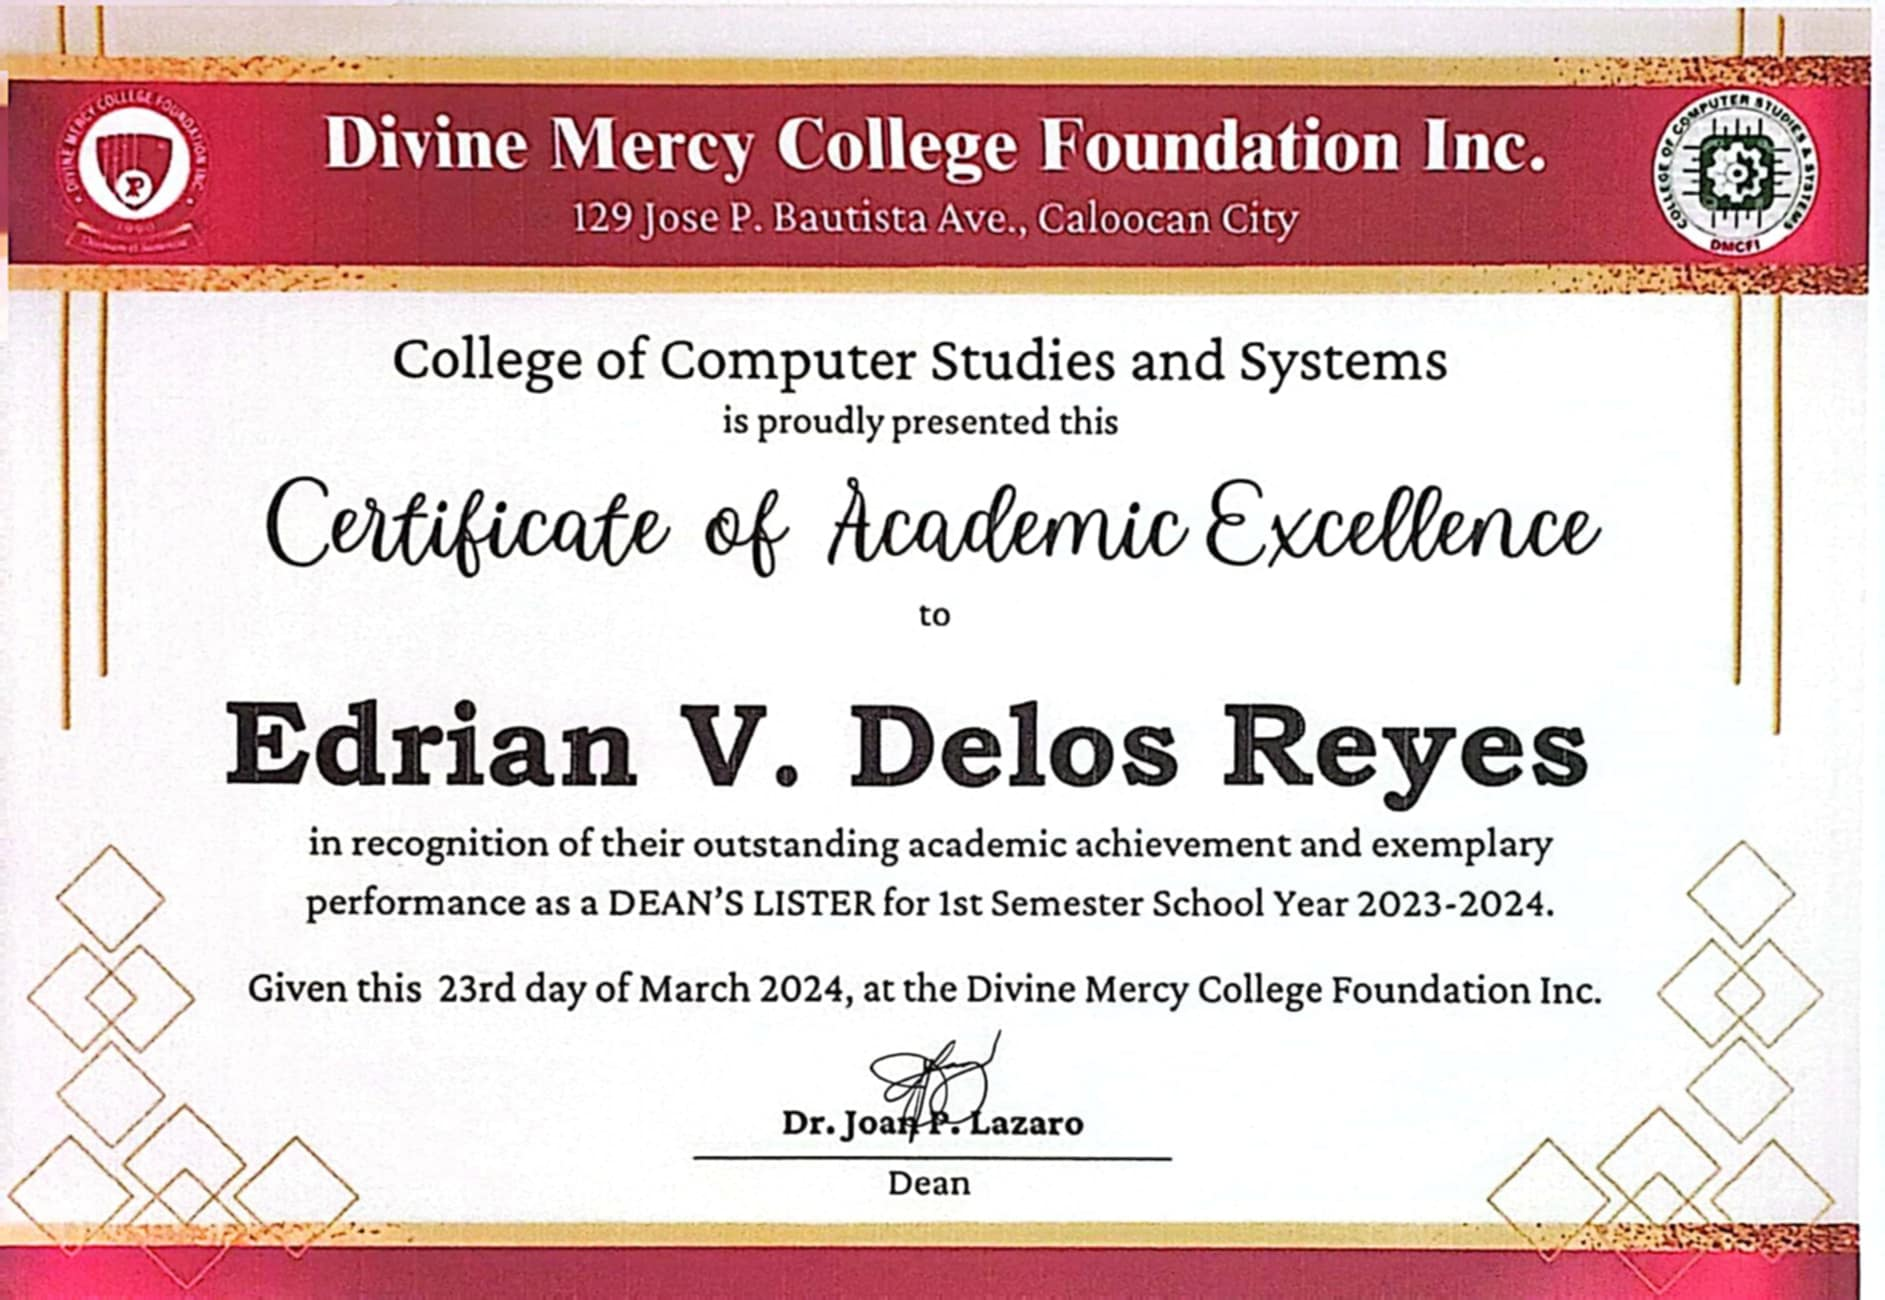 DIVINE MERCY COLLEGE FOUNDATION INC.
P
1990
Divine Mercy College Foundation Inc.
129 Jose P. Bautista Ave., Caloocan City
COLLEGE OF COMPUTER STUDIES & SYSTEMS
DMCFI
College of Computer Studies and Systems
is proudly presented this
Certificate of Academic Excellence
to
Edrian V. Delos Reyes
in recognition of their outstanding academic achievement and exemplary
performance as a DEAN'S LISTER for 1st Semester School Year 2023-2024.
Given this 23rd day of March 2024, at the Divine Mercy College Foundation Inc.
Dr. Joan P. Lazaro
Dean